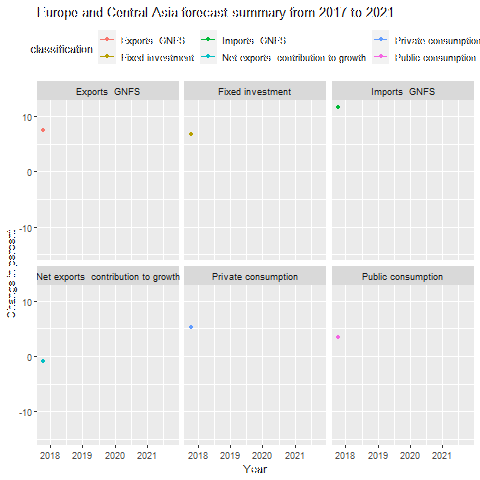 Europe and Central Asia forecast summary from 2017 to 2021
classification Exports GNFS Imports GNFS Private consumption
Fixed investment Net exports contribution to growth Public consumption
Exports GNFS Fixed investment Imports GNFS
10
0
-10
Net exports contribution to growth Private consumption Public consumption
10
0
-10
Change in percent
2018 2019 2020 2021 2018 2019 2020 2021 2018 2019 2020 2021
Year